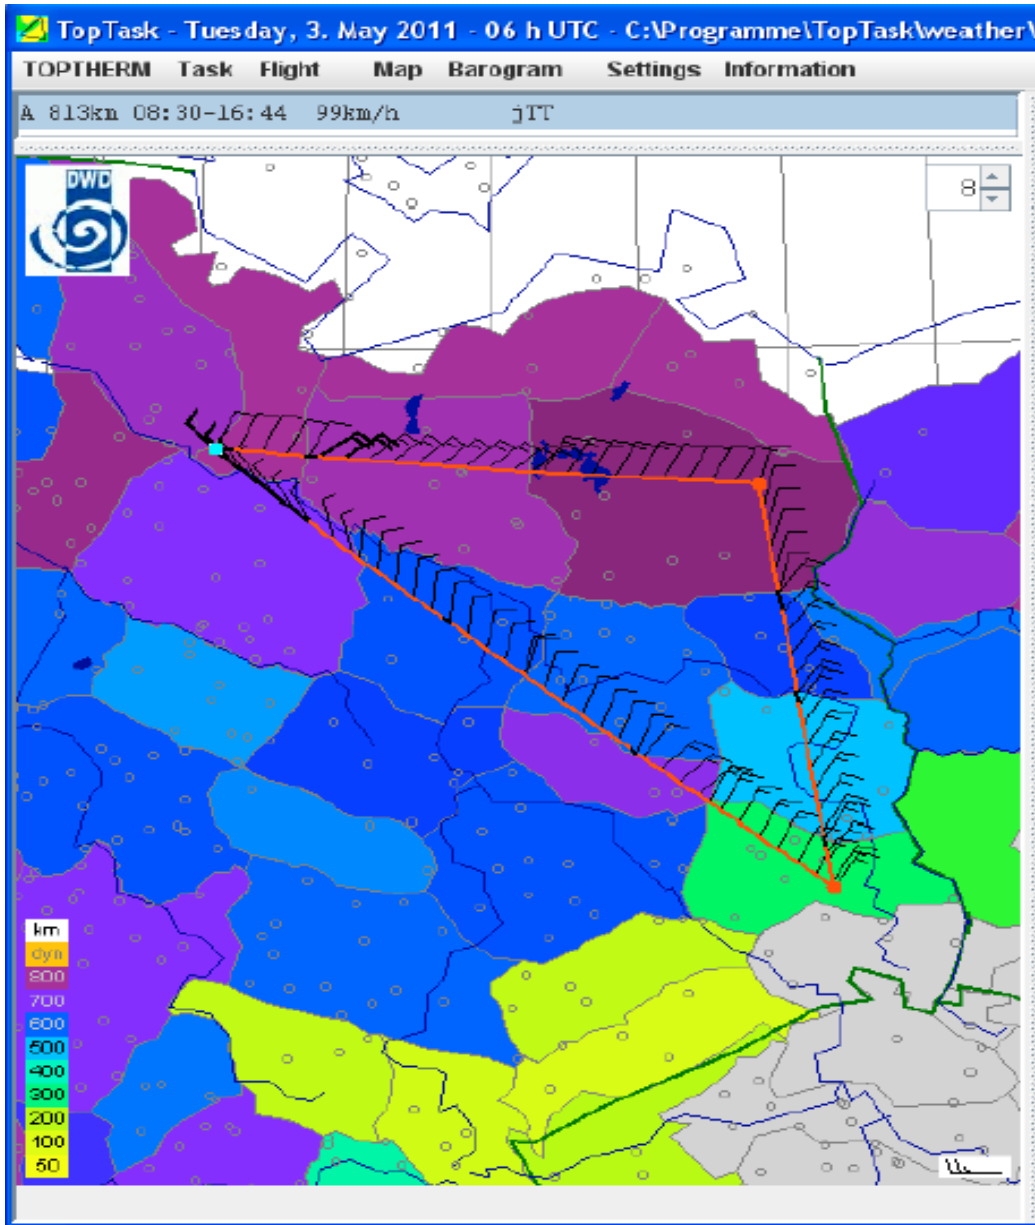 TopTask - Tuesday, 3. May 2011 - 06 h UTC - C:\Programme\TopTask\weather\
TOPTHERM Task Flight Map Barogram Settings Information
A 813km 08:30-16:44 99km/h jTT
DWD
8
km
dyn
800
700
600
500
400
300
200
100
50